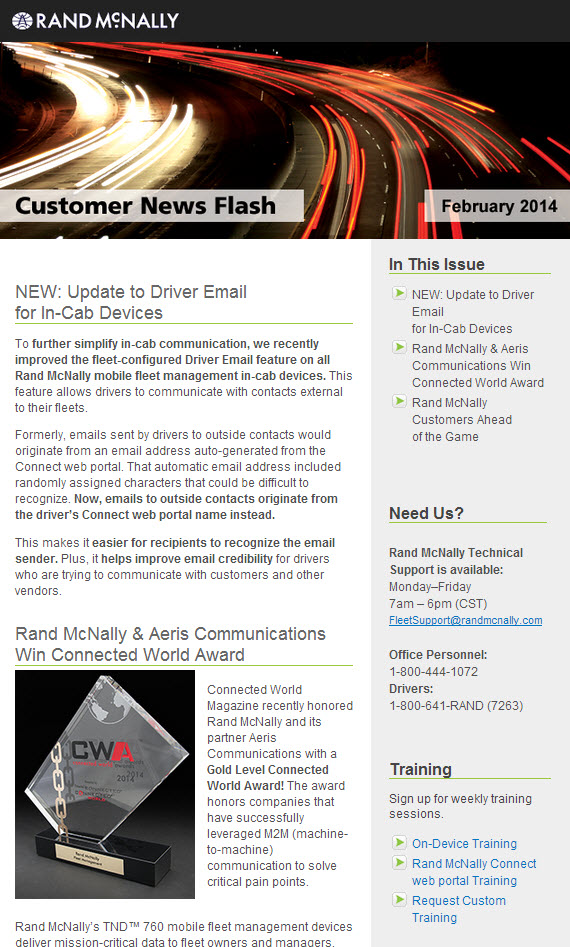 RAND McNALLY
Customer News Flash
February 2014
NEW: Update to Driver Email
for In-Cab Devices
To further simplify in-cab communication, we recently
improved the fleet-configured Driver Email feature on all
Rand McNally mobile fleet management in-cab devices. This
feature allows drivers to communicate with contacts external
to their fleets.
Formerly, emails sent by drivers to outside contacts would
originate from an email address auto-generated from the
Connect web portal. That automatic email address included
randomly assigned characters that could be difficult to
recognize. Now, emails to outside contacts originate from
the driver's Connect web portal name instead.
This makes it easier for recipients to recognize the email
sender. Plus, it helps improve email credibility for drivers
who are trying to communicate with customers and other
vendors.
Rand McNally & Aeris Communications
Win Connected World Award
CWA
2014
2014
Rand McNally
Fleet Management
Connected World
Magazine recently honored
Rand McNally and its
partner Aeris
Communications with a
Gold Level Connected
World Award! The award
honors companies that
have successfully
leveraged M2M (machine-
to-machine)
communication to solve
critical pain points.
Rand McNally's TND™ 760 mobile fleet management devices
deliver mission-critical data to fleet owners and managers.
In This Issue
NEW: Update to Driver
Email
for In-Cab Devices
Rand McNally & Aeris
Communications Win
Connected World Award
Rand McNally
Customers Ahead
of the Game
Need Us?
Rand McNally Technical
Support is available:
Monday–Friday
7am – 6pm (CST)
FleetSupport@randmcnally.com
Office Personnel:
1-800-444-1072
Drivers:
1-800-641-RAND (7263)
Training
Sign up for weekly training
sessions.
On-Device Training
Rand McNally Connect
web portal Training
Request Custom
Training